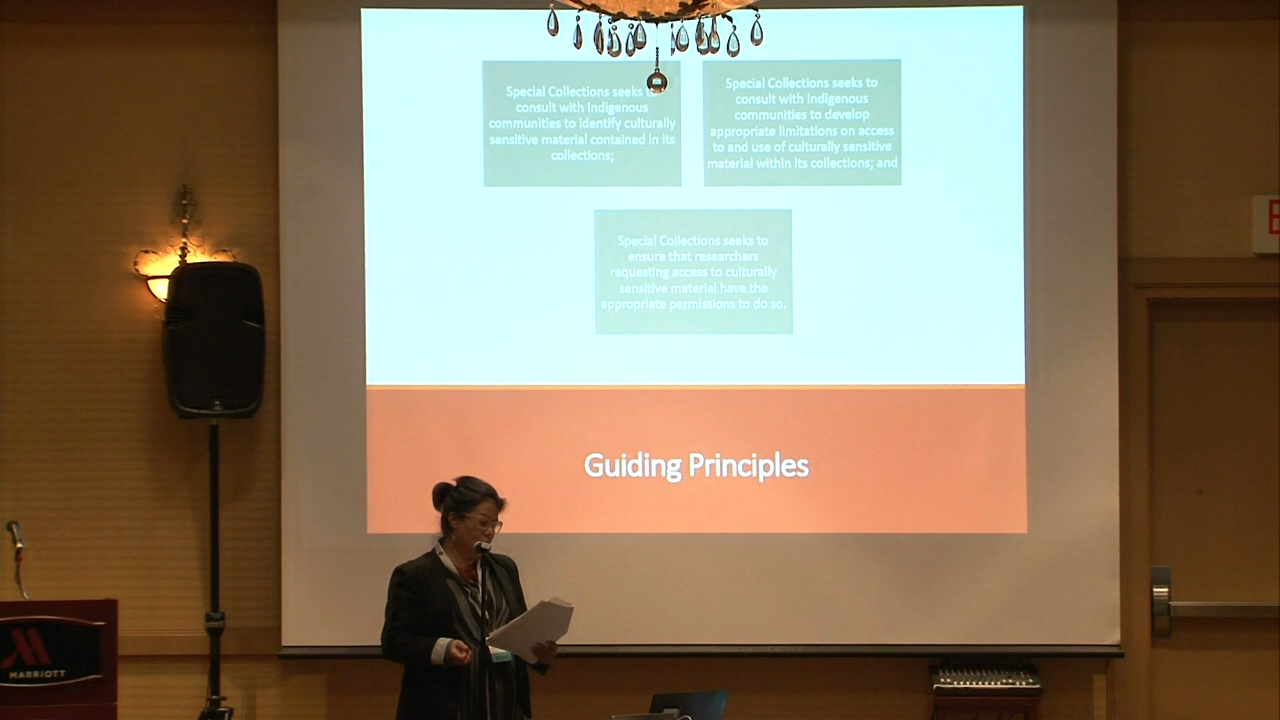 Special Collections seeks to
consult with Indigenous
communities to identify culturally
sensitive material contained in its
collections;
Special Collections seeks to
consult with Indigenous
communities to develop
appropriate limitations on access
to and use of culturally sensitive
material within its collections; and
Special Collections seeks to
ensure that researchers
requesting access to culturally
sensitive material have the
appropriate permissions to do so.
Guiding Principles
MARRIOTT